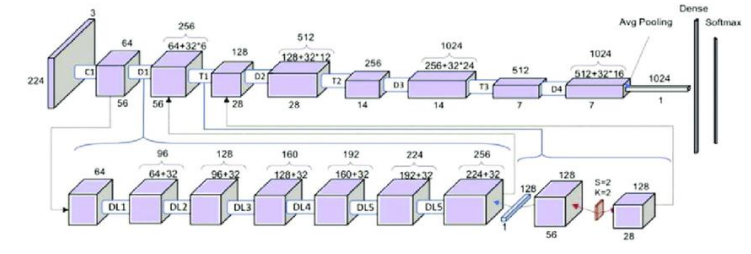 Dense
Softmax
Avg Pooling
3
64
256
64+32*6
128
512
128+32*12
256
1024
256+32*24
512
1024
512+32*16
1024
224
C1
D1
T1
D2
T2
D3
T3
D4
56
56
28
28
14
14
7
7
1
64
96
64+32
128
96+32
160
128+32
192
160+32
224
192+32
256
224+32
128
128
S=2
K=2
128
DL1
DL2
DL3
DL4
DL5
DL5
1
56
28